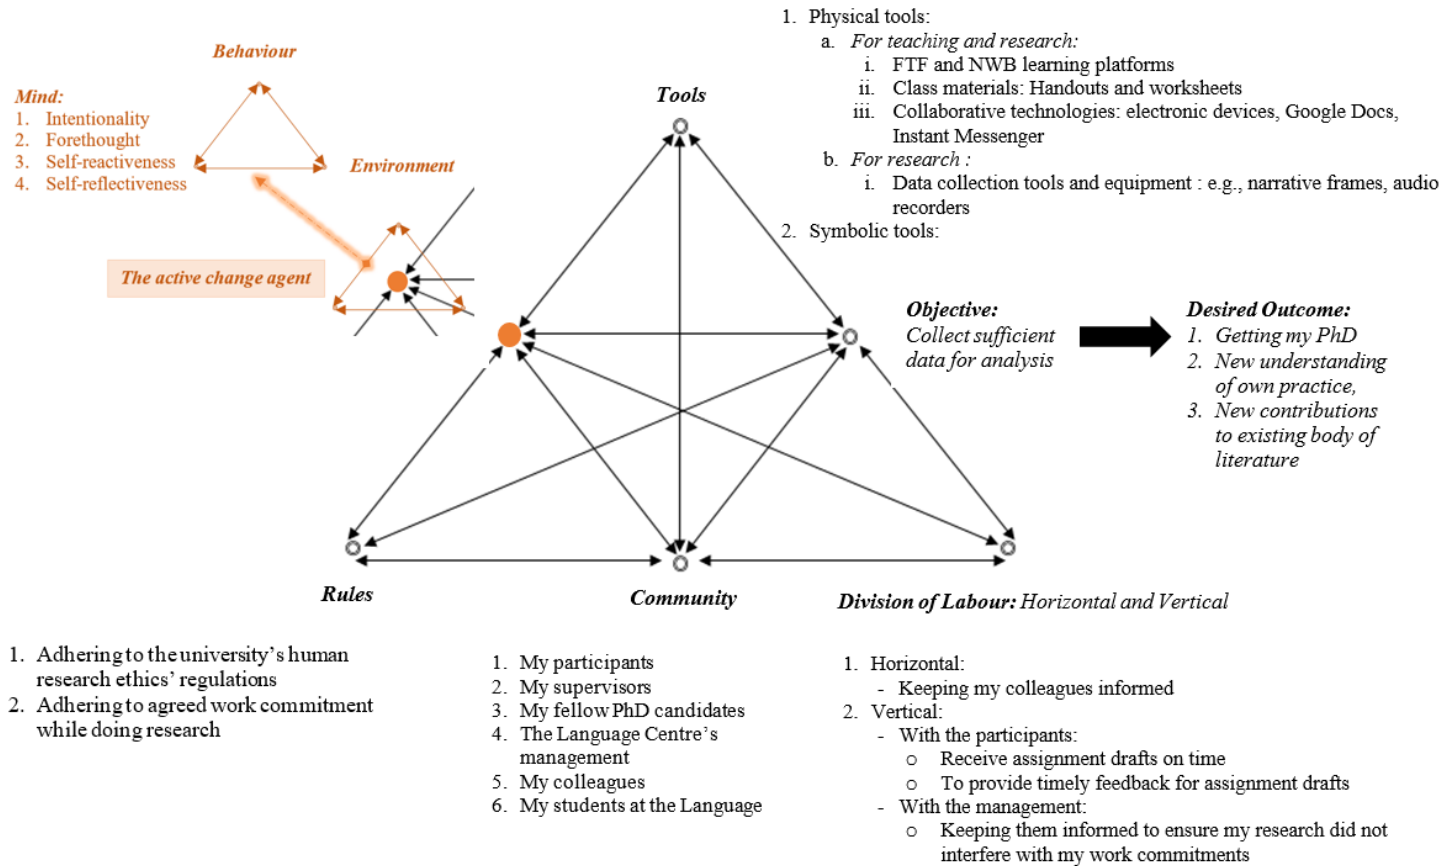 Behaviour
Mind:
1. Intentionality
2. Forethought
3. Self-reactiveness
4. Self-reflectiveness
Environment
The active change agent
Tools
1. Physical tools:
a. For teaching and research:
i. FTF and NWB learning platforms
ii. Class materials: Handouts and worksheets
iii. Collaborative technologies: electronic devices, Google Docs,
Instant Messenger
b. For research :
i. Data collection tools and equipment : e.g., narrative frames, audio
recorders
2. Symbolic tools:
Objective:
Collect sufficient
data for analysis
Desired Outcome:
1. Getting my PhD
2. New understanding
of own practice,
3. New contributions
to existing body of
literature
Rules
1. Adhering to the university's human
research ethics' regulations
2. Adhering to agreed work commitment
while doing research
Community
1. My participants
2. My supervisors
3. My fellow PhD candidates
4. The Language Centre's
management
5. My colleagues
6. My students at the Language
Division of Labour: Horizontal and Vertical
1. Horizontal:
- Keeping my colleagues informed
2. Vertical:
- With the participants:
o Receive assignment drafts on time
o To provide timely feedback for assignment drafts
- With the management:
o Keeping them informed to ensure my research did not
interfere with my work commitments